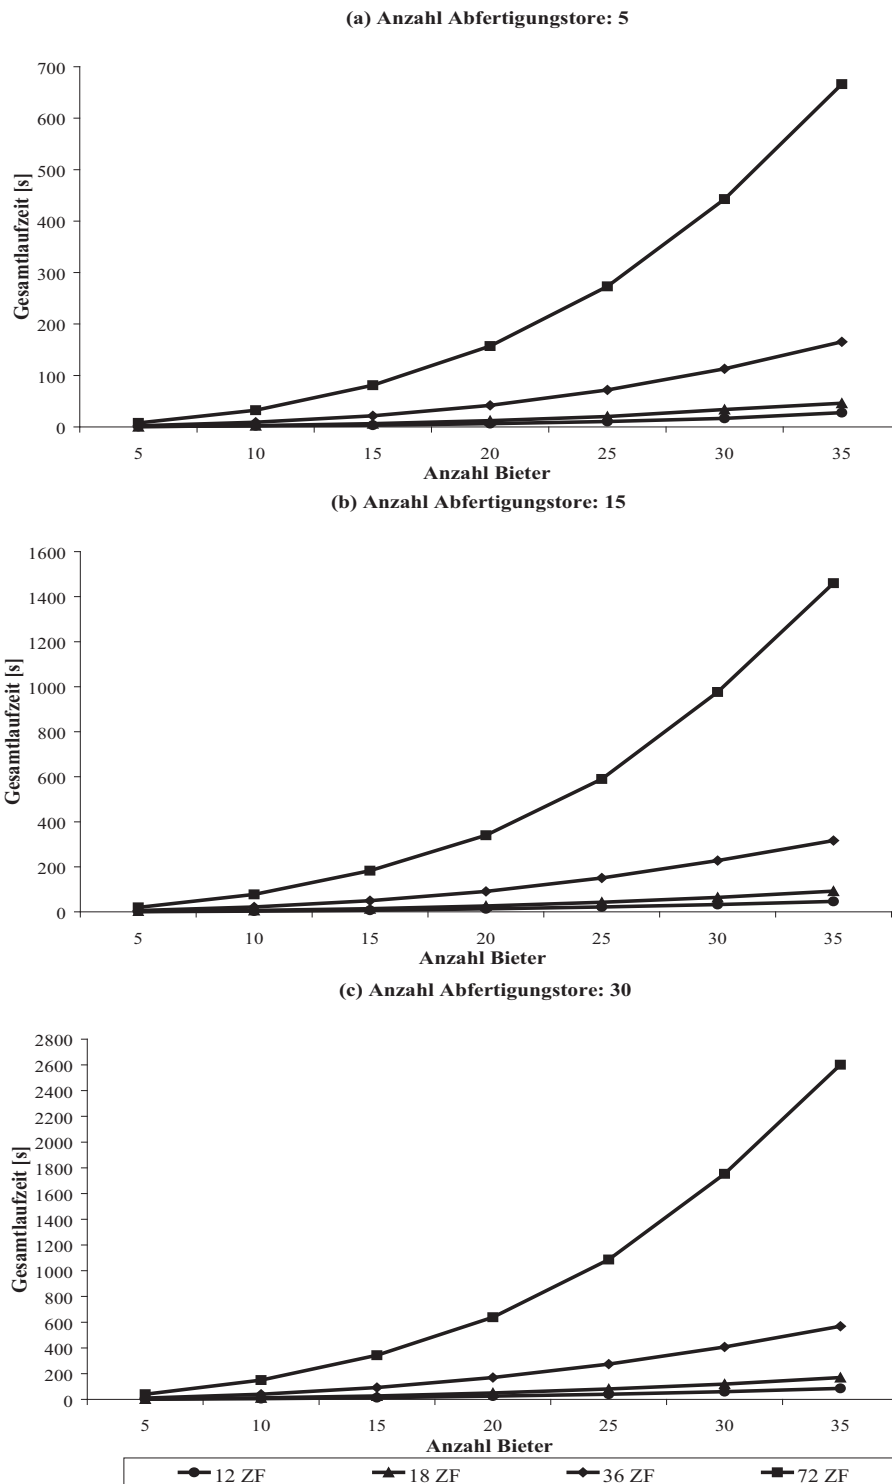 (a) Anzahl Abfertigungstore: 5
700
600
500
400
300
200
100
0
Gesamtlaufzeit [s]
5 10 15 20 25 30 35
Anzahl Bieter
(b) Anzahl Abfertigungstore: 15
1600
1400
1200
1000
800
600
400
200
0
Gesamtlaufzeit [s]
5 10 15 20 25 30 35
Anzahl Bieter
(c) Anzahl Abfertigungstore: 30
2800
2600
2400
2200
2000
1800
1600
1400
1200
1000
800
600
400
200
0
Gesamtlaufzeit [s]
5 10 15 20 25 30 35
Anzahl Bieter
12 ZF 18 ZF 36 ZF 72 ZF